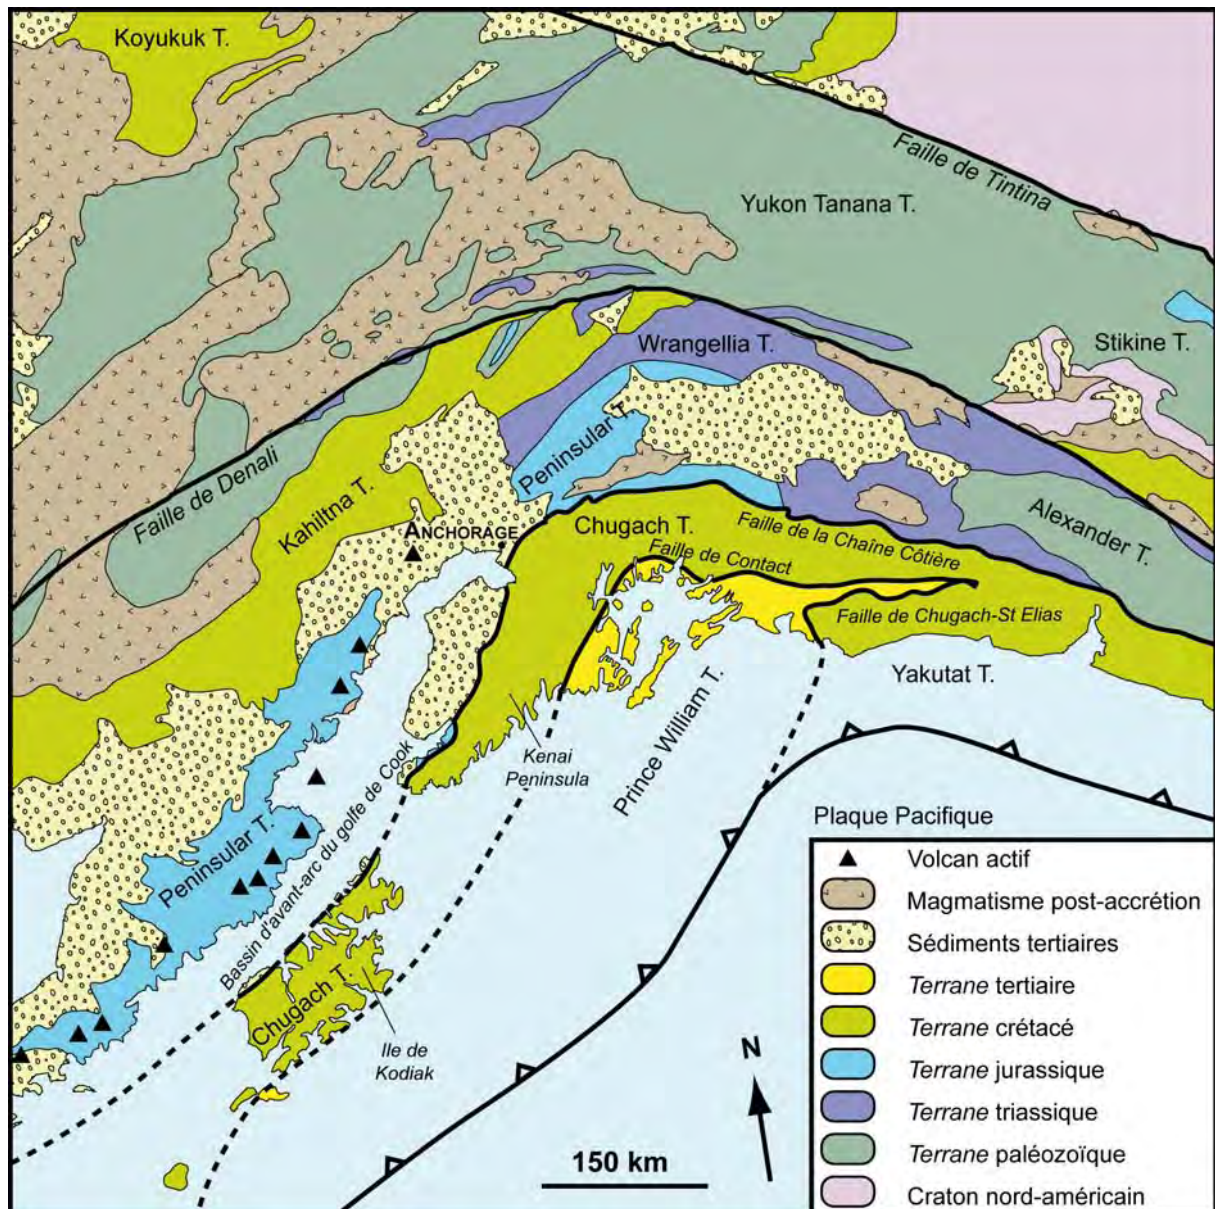 Koyukuk T.
Faille de Tintina
Yukon Tanana T.
Wrangellia T.
Stikine T.
Peninsular T.
Faille de Denali
Kahiltna T.
ANCHORAGE
Chugach T.
Faille de la Chaîne Côtière
Alexander T.
Faille de Contact
Faille de Chugach-St Elias
Yakutat T.
Kenai
Peninsula
Prince William T.
Peninsular T.
Bassin d'avant-arc du golfe de Cook
Chugach T.
Ile de
Kodiak
N
150 km
Plaque Pacifique
Volcan actif
Magmatisme post-accrétion
Sédiments tertiaires
Terrane tertiaire
Terrane crétacé
Terrane jurassique
Terrane triassique
Terrane paléozoïque
Craton nord-américain